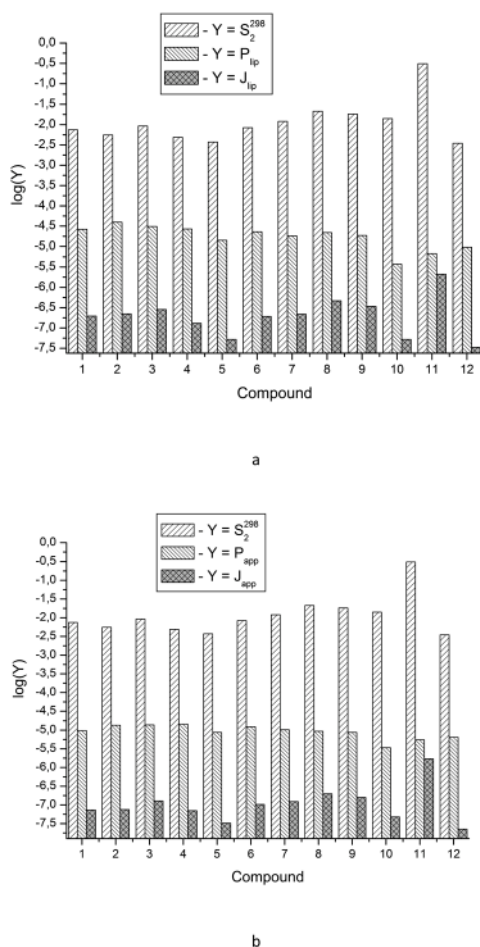 - Y = S₂²⁹⁸
- Y = P_lip
- Y = J_lip
log(Y)
0,0
-0,5
-1,0
-1,5
-2,0
-2,5
-3,0
-3,5
-4,0
-4,5
-5,0
-5,5
-6,0
-6,5
-7,0
-7,5
1 2 3 4 5 6 7 8 9 10 11 12
Compound
a
- Y = S₂²⁹⁸
- Y = P_app
- Y = J_app
log(Y)
0,0
-0,5
-1,0
-1,5
-2,0
-2,5
-3,0
-3,5
-4,0
-4,5
-5,0
-5,5
-6,0
-6,5
-7,0
-7,5
1 2 3 4 5 6 7 8 9 10 11 12
Compound
b